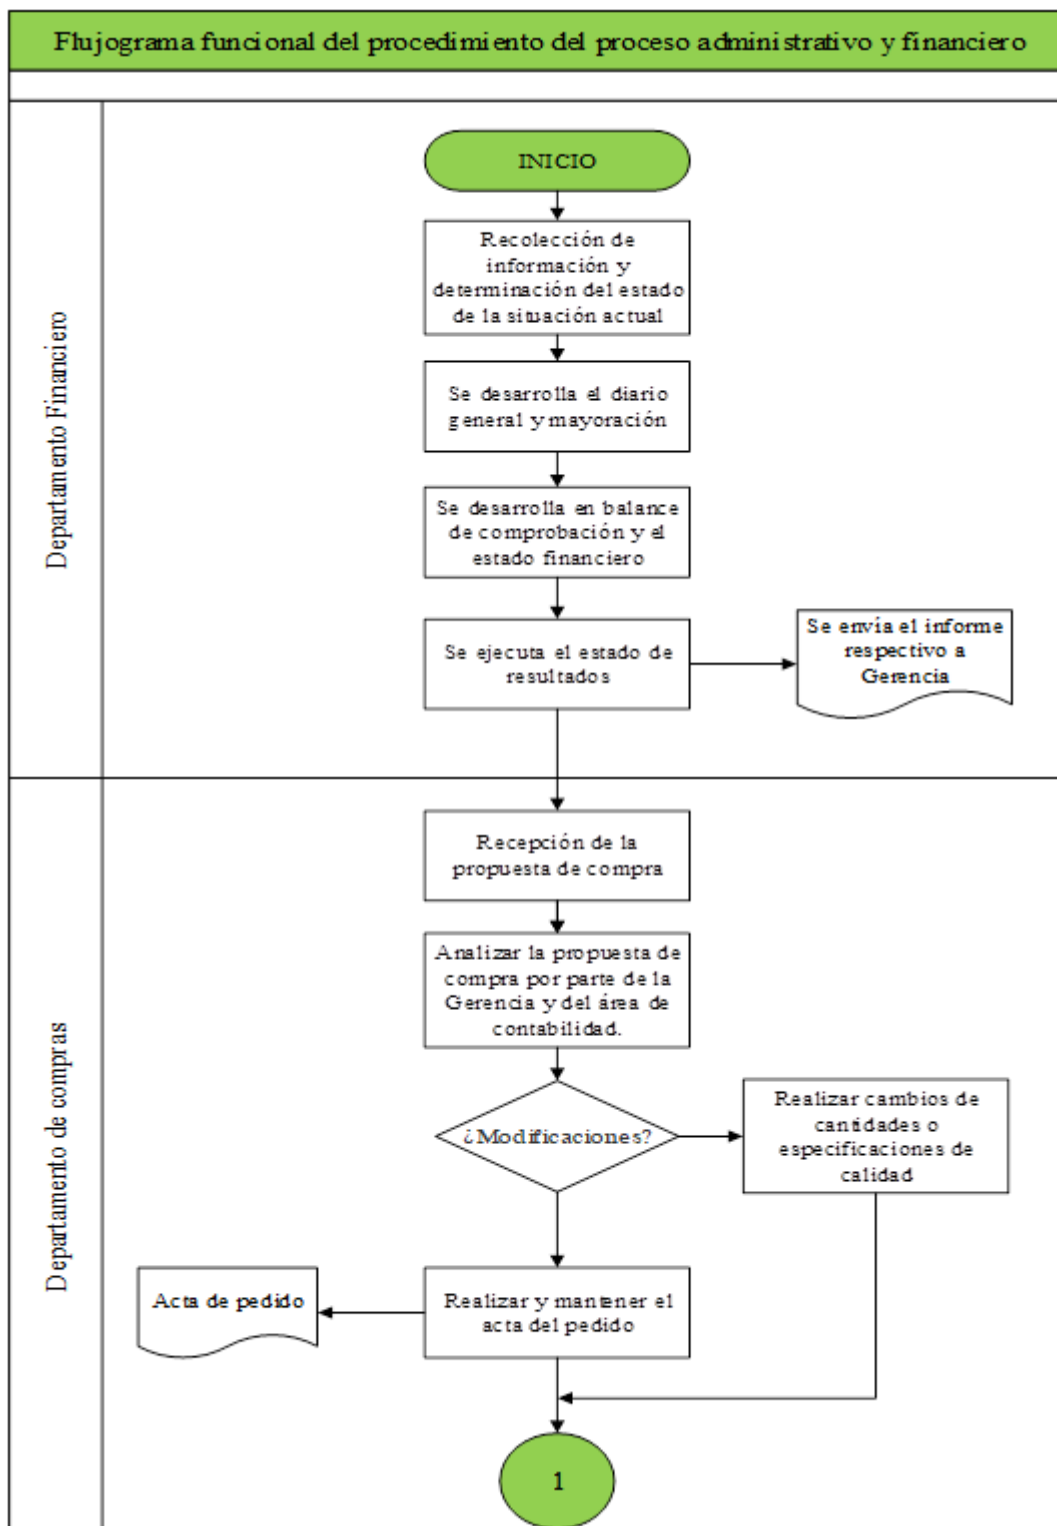 Flujograma funcional del procedimiento del proceso administrativo y financiero
Departamento Financiero
INICIO
Recolección de
información y
determinación del estado
de la situación actual
Se desarrolla el diario
general y mayoración
Se desarrolla en balance
de comprobación y el
estado financiero
Se ejecuta el estado de
resultados
Se envía el informe
respectivo a
Gerencia
Departamento de compras
Recepción de la
propuesta de compra
Analizar la propuesta de
compra por parte de la
Gerencia y del área de
contabilidad.
¿Modificaciones?
Realizar cambios de
cantidades o
especificaciones de
calidad
Acta de pedido
Realizar y mantener el
acta del pedido
1